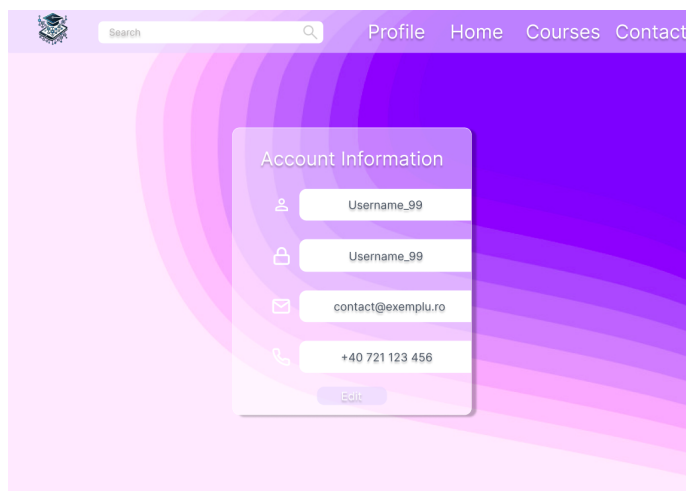 Search Profile Home Courses Contact
Account Information
Username_99
Username_99
contact@exemplu.ro
+40 721 123 456
Edit